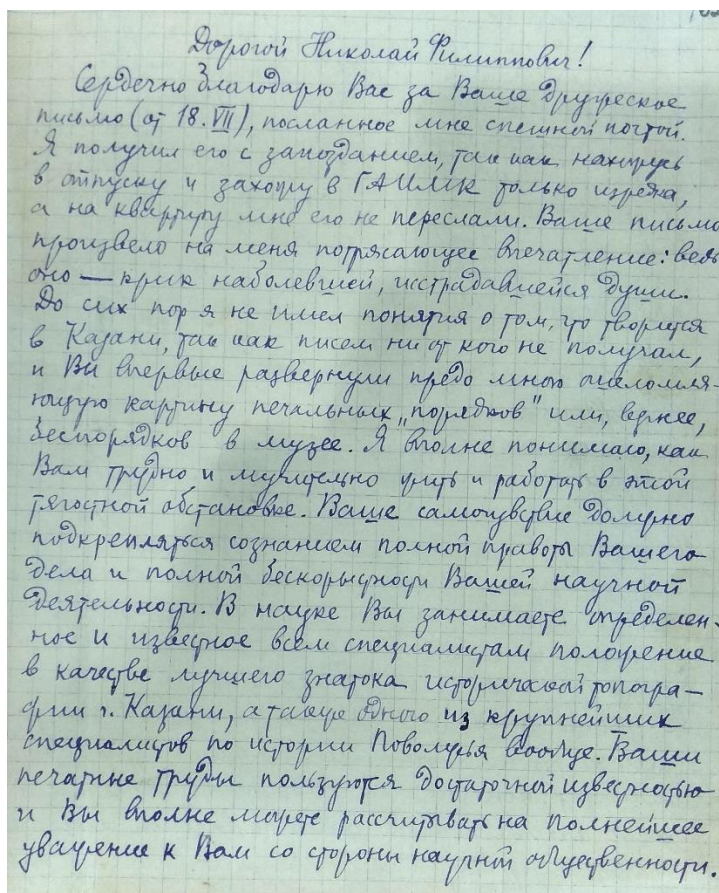 Дорогой Николай Филиппович!
Сердечно благодарю Вас за Ваше дружеское
письмо (от 18.VII), посланное мне спешной почтой.
Я получил его с запозданием, так как нахожусь
в отпуску и захожу в ГАИМК только изредка,
а на квартиру мне его не переслали. Ваше письмо
произвело на меня потрясающее впечатление: ведь
оно — крик наболевшей, исстрадавшейся души.
До сих пор я не имел понятия о том, что творится
в Казани, так как писем ни от кого не получал,
и Вы впервые развернули предо мною ошеломля-
ющую картину печальных „порядков" или, вернее,
беспорядков в музее. Я вполне понимаю, как
Вам трудно и мучительно жить и работать в этой
тягостной обстановке. Ваше самочувствие должно
подкрепляться сознанием полной правоты Вашего
дела и полной бескорыстности Вашей научной
деятельности. В науке Вы занимаете определен-
ное и известное всем специалистам положение
в качестве лучшего знатока исторической топогра-
фии г. Казани, а также одного из крупнейших
специалистов по истории Поволжья вообще. Ваши
печатные труды пользуются достаточной известностью
и Вы вполне можете рассчитывать на полнейшее
уважение к Вам со стороны научной общественности.